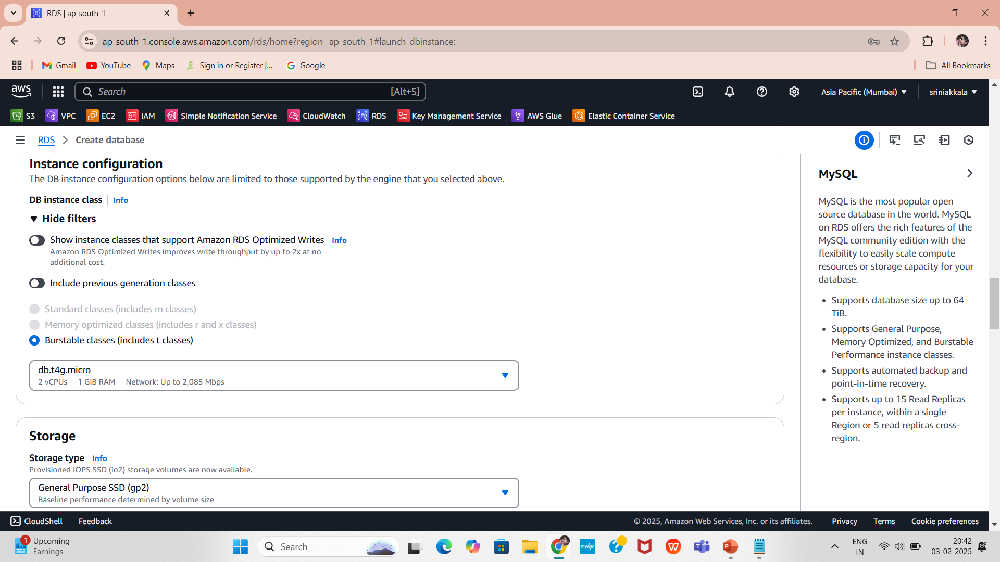 RDS | ap-south-1
ap-south-1.console.aws.amazon.com/rds/home?region=ap-south-1#launch-dbinstance:
Gmail
YouTube
Maps
Sign in or Register |...
Google
All Bookmarks
aws
Search
[Alt+S]
Asia Pacific (Mumbai)
sriniakkala
S3
VPC
EC2
IAM
Simple Notification Service
CloudWatch
RDS
Key Management Service
AWS Glue
Elastic Container Service
RDS
Create database
Instance configuration
The DB instance configuration options below are limited to those supported by the engine that you selected above.
DB instance class
Info
Hide filters
Show instance classes that support Amazon RDS Optimized Writes
Info
Amazon RDS Optimized Writes improves write throughput by up to 2x at no
additional cost.
Include previous generation classes
Standard classes (includes m classes)
Memory optimized classes (includes r and x classes)
Burstable classes (includes t classes)
db.t4g.micro
2 vCPUs 1 GiB RAM Network: Up to 2,085 Mbps
Storage
Storage type
Info
Provisioned IOPS SSD (io2) storage volumes are now available.
General Purpose SSD (gp2)
Baseline performance determined by volume size
MySQL
MySQL is the most popular open
source database in the world. MySQL
on RDS offers the rich features of the
MySQL community edition with the
flexibility to easily scale compute
resources or storage capacity for your
database.
Supports database size up to 64
TiB.
Supports General Purpose,
Memory Optimized, and Burstable
Performance instance classes.
Supports automated backup and
point-in-time recovery.
Supports up to 15 Read Replicas
per instance, within a single
Region or 5 read replicas cross-
region.
CloudShell
Feedback
© 2025, Amazon Web Services, Inc. or its affiliates.
Privacy
Terms
Cookie preferences
1
Upcoming
Earnings
Search
myhp
ENG
IN
20:42
03-02-2025